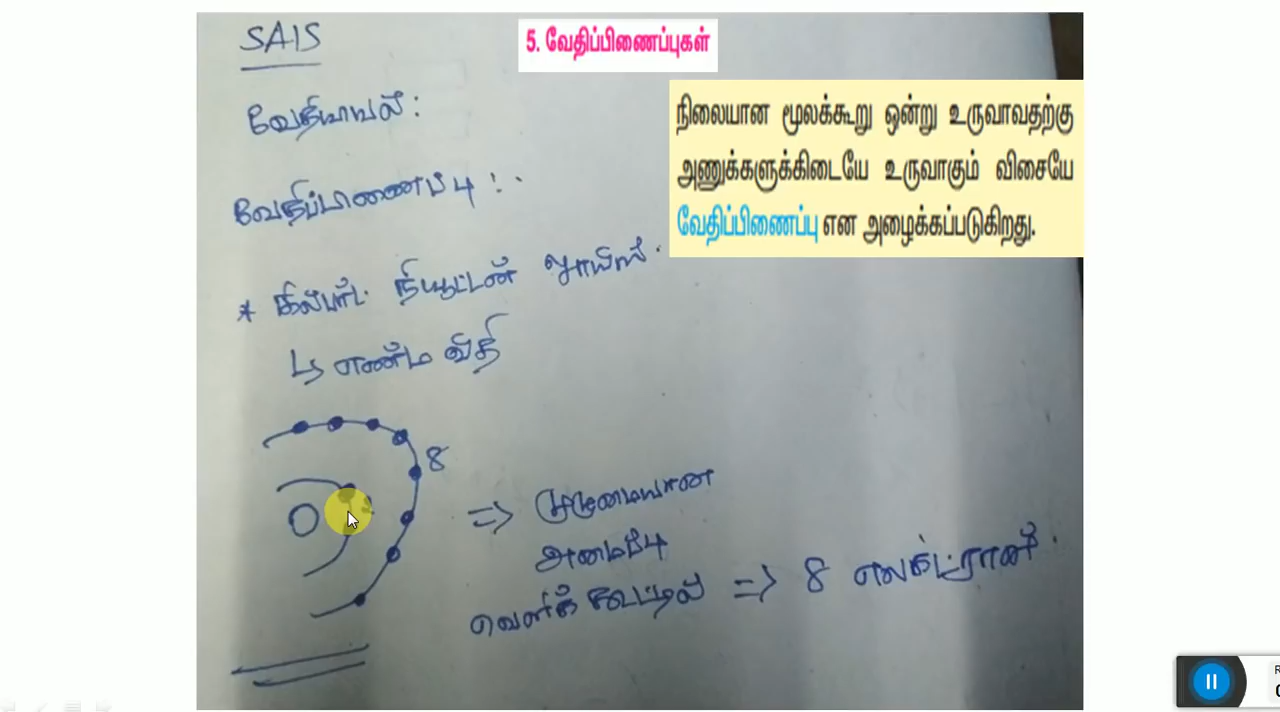 SAIS
5. வேதிப்பிணைப்புகள்
வேதியியல் :
நிலையான மூலக்கூறு ஒன்று உருவாவதற்கு
அணுக்களுக்கிடையே உருவாகும் விசையே
வேதிப்பிணைப்பு என அழைக்கப்படுகிறது.
வேதிப்பிணைப்பு :
* கில்பர்ட் நியூட்டன் லூயிஸ்.
↳ எண்ம விதி
8
=> முழுமையான
அமைப்பு
வெளிக் கூட்டில் => 8 எலக்ட்ரான்